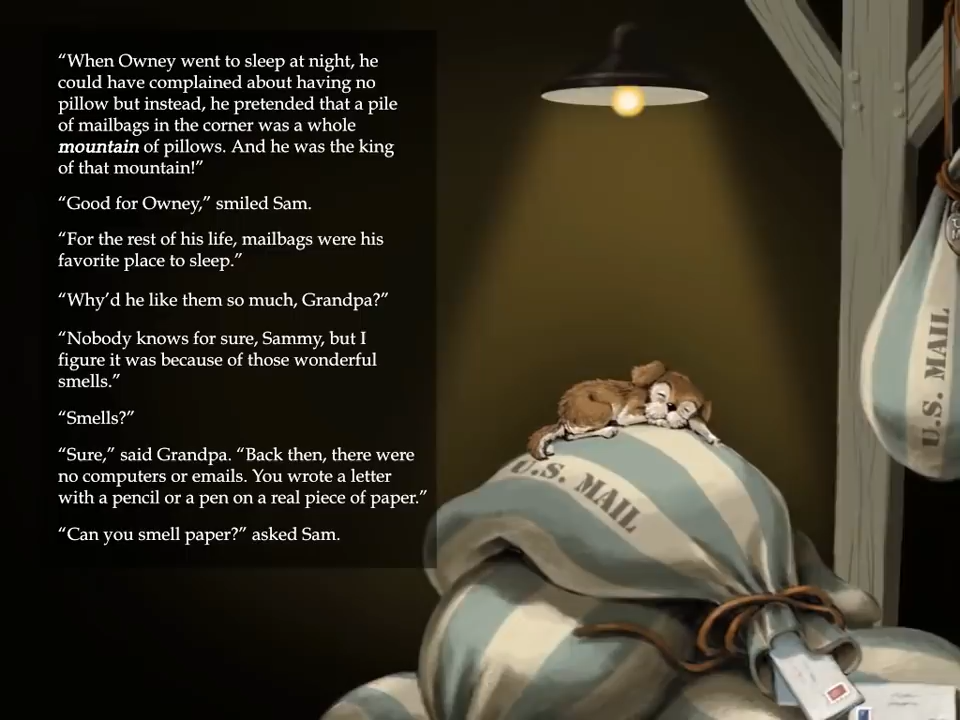 “When Owney went to sleep at night, he
could have complained about having no
pillow but instead, he pretended that a pile
of mailbags in the corner was a whole
mountain of pillows. And he was the king
of that mountain!”
“Good for Owney,” smiled Sam.
“For the rest of his life, mailbags were his
favorite place to sleep.”
“Why’d he like them so much, Grandpa?”
“Nobody knows for sure, Sammy, but I
figure it was because of those wonderful
smells.”
“Smells?”
“Sure,” said Grandpa. “Back then, there were
no computers or emails. You wrote a letter
with a pencil or a pen on a real piece of paper.”
“Can you smell paper?” asked Sam.
U.S. MAIL
U.S. MAIL